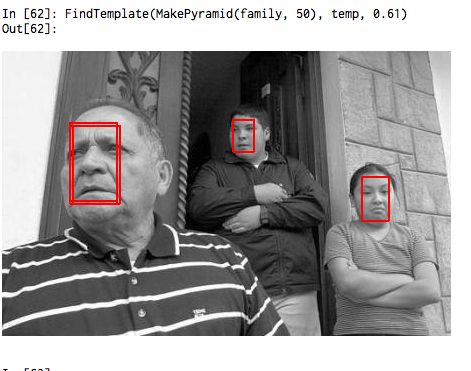 In [62]: FindTemplate(MakePyramid(family, 50), temp, 0.61)
Out[62]: